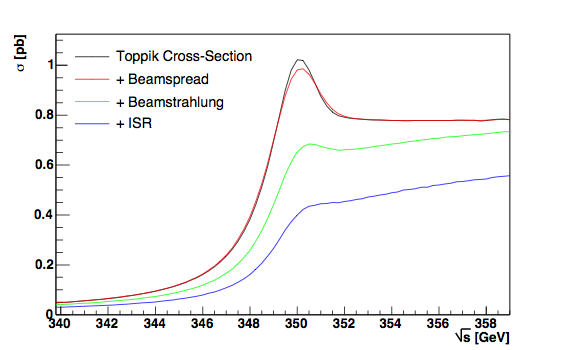 σ [pb]
Toppik Cross-Section
+ Beamspread
+ Beamstrahlung
+ ISR
1
0.8
0.6
0.4
0.2
0
340 342 344 346 348 350 352 354 356 358
√s [GeV]